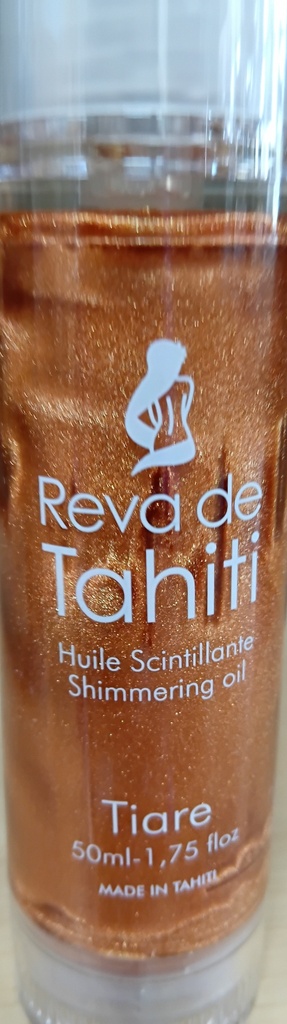 Reva de
Tahiti
Huile Scintillante
Shimmering oil
Tiare
50ml-1,75 floz
MADE IN TAHITI